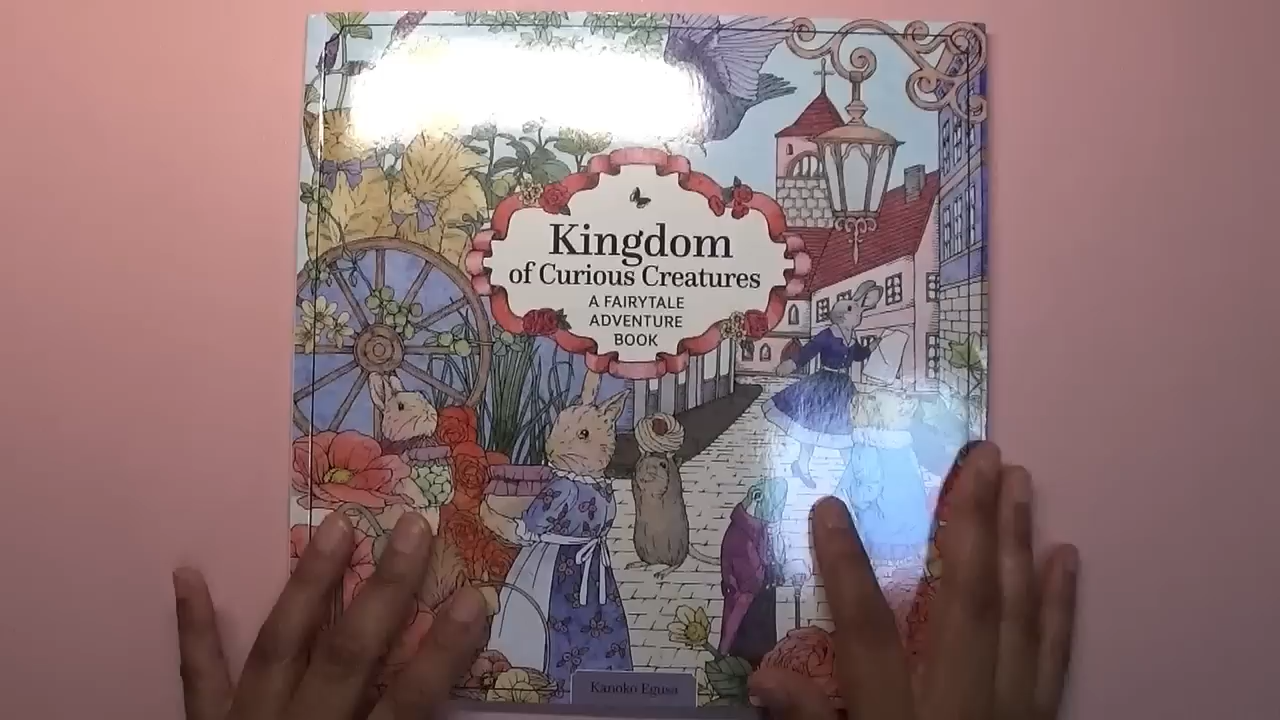 Kingdom
of Curious Creatures
A FAIRYTALE
ADVENTURE
BOOK
Kanoko Egusa